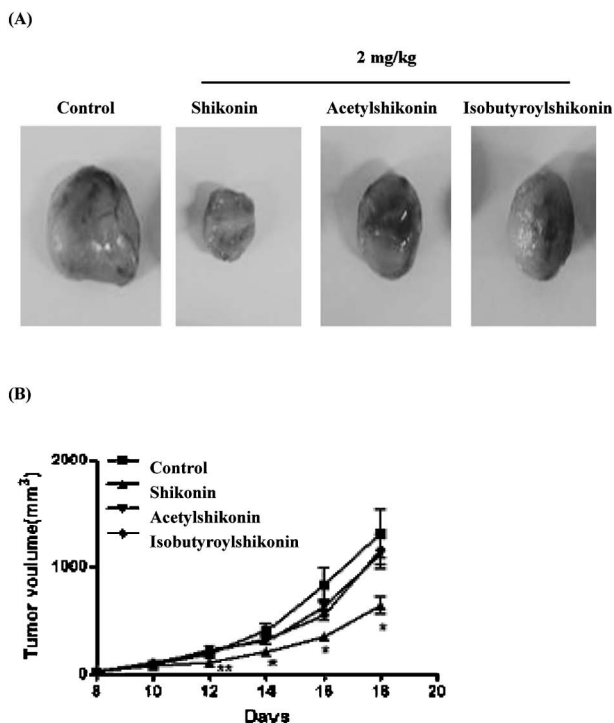 (A)
2 mg/kg
Control Shikonin Acetylshikonin Isobutyroylshikonin
(B)
Tumor voulume(mm3)
2000
1000
0
Control
Shikonin
Acetylshikonin
Isobutyroylshikonin
** * * *
8 10 12 14 16 18 20
Days